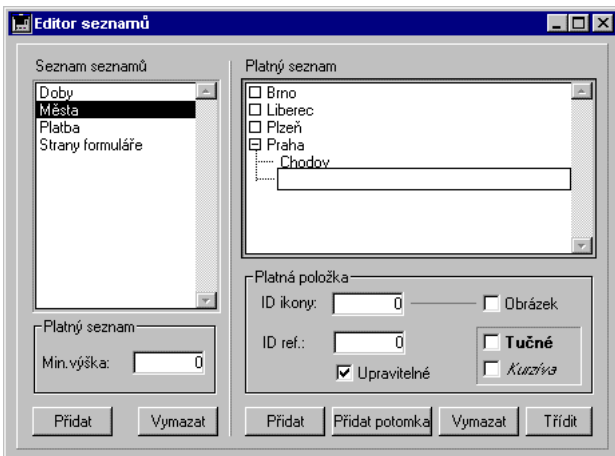 Editor seznamů
Seznam seznamů
Doby
Města
Platba
Strany formuláře
Platný seznam
Min.výška: 0
Přidat Vymazat
Platný seznam
Brno
Liberec
Plzeň
Praha
Chodov
Platná položka
ID ikony: 0 Obrázek
ID ref.: 0 Tučné
Upravitelné Kurzíva
Přidat Přidat potomka Vymazat Třídit